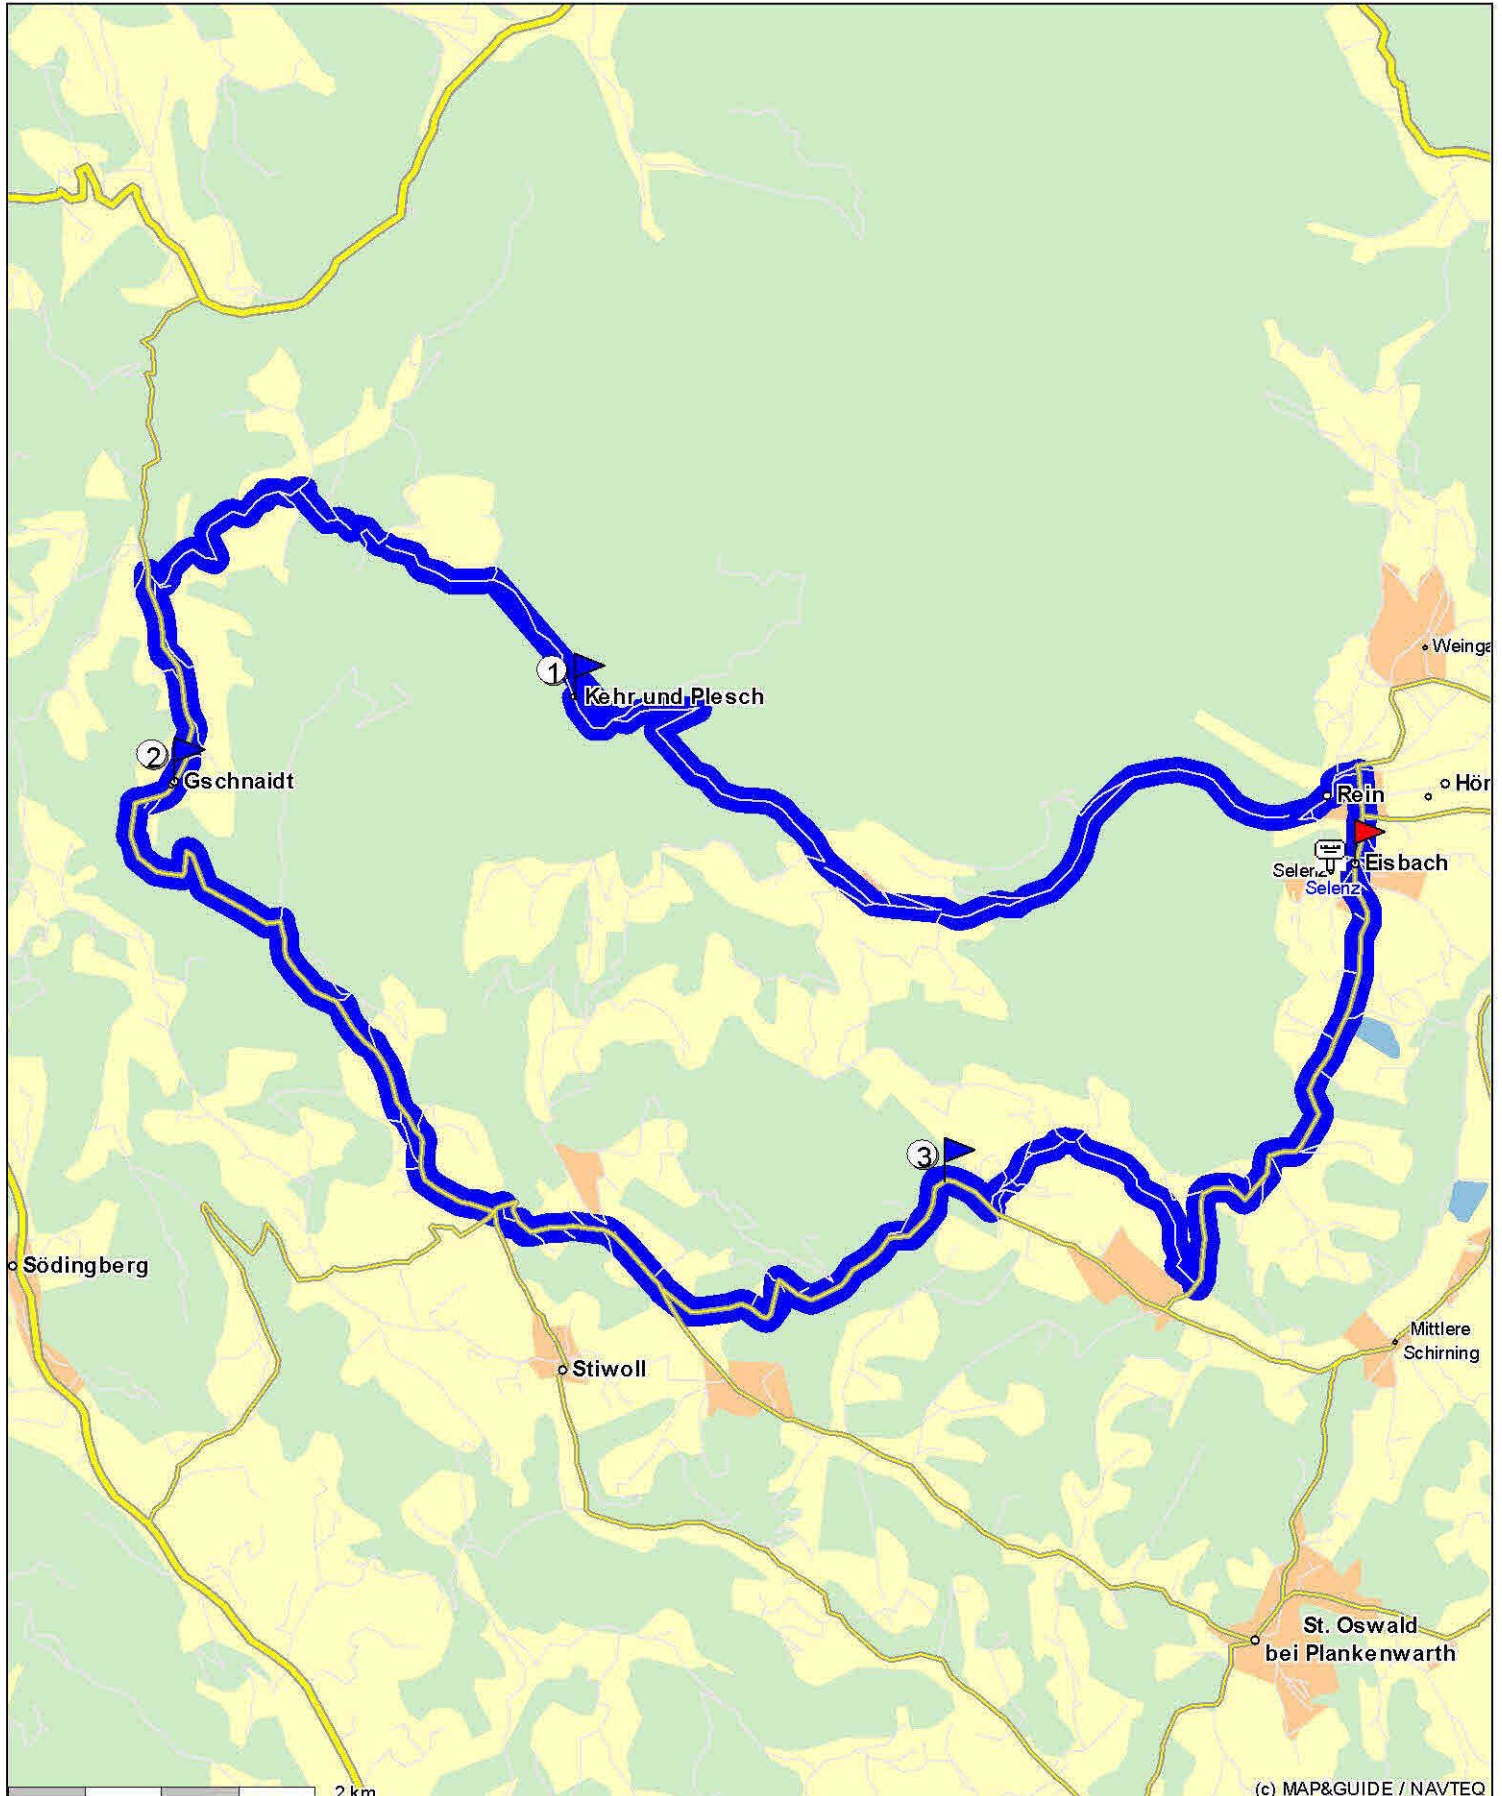 1
Kehr und Plesch
2
Gschnaidt
Rein
Eisbach
Selenz
3
Södingberg
Stiwoll
Mittlere
Schirning
St. Oswald
bei Plankenwarth
2 km
(c) MAP&GUIDE / NAVTEQ
Weinga
Hör